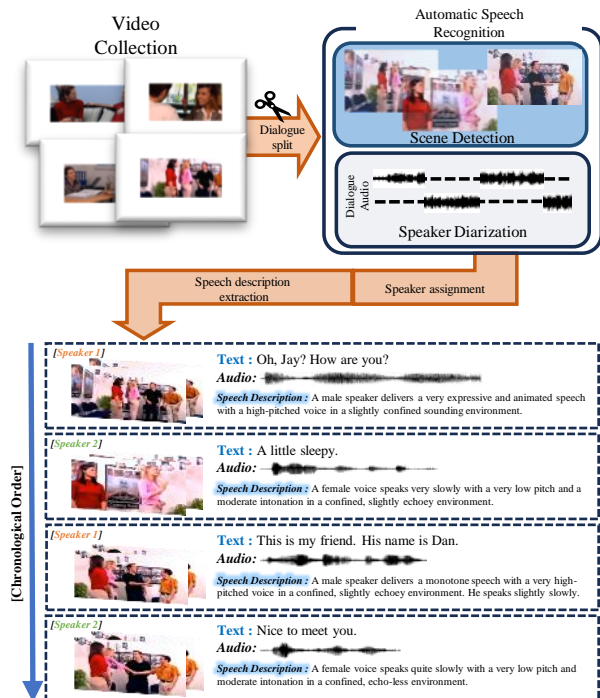 Video
Collection
Dialogue
split
Automatic Speech
Recognition
Scene Detection
Dialogue
Audio
Speaker Diarization
Speech description
extraction
Speaker assignment
[Chronological Order]
[Speaker 1]
Text : Oh, Jay? How are you?
Audio:
Speech Description : A male speaker delivers a very expressive and animated speech
with a high-pitched voice in a slightly confined sounding environment.
[Speaker 2]
Text : A little sleepy.
Audio:
Speech Description : A female voice speaks very slowly with a very low pitch and a
moderate intonation in a confined, slightly echoey environment.
[Speaker 1]
Text : This is my friend. His name is Dan.
Audio:
Speech Description : A male speaker delivers a monotone speech with a very high-
pitched voice in a confined, slightly echoey environment. He speaks slightly slowly.
[Speaker 2]
Text : Nice to meet you.
Audio:
Speech Description : A female voice speaks quite slowly with a very low pitch and
moderate intonation in a confined, echo-less environment.